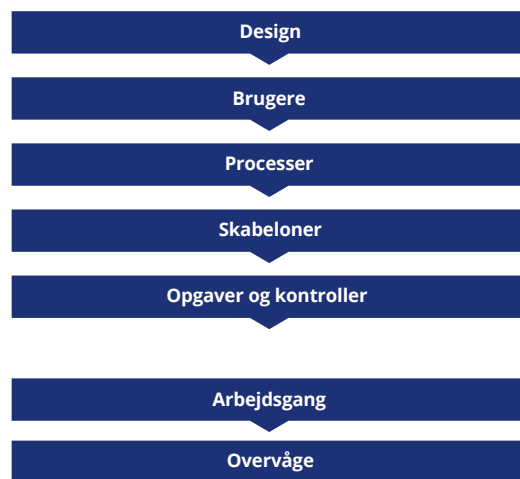 Design
Brugere
Processer
Skabeloner
Opgaver og kontroller
Arbejdsgang
Overvåge